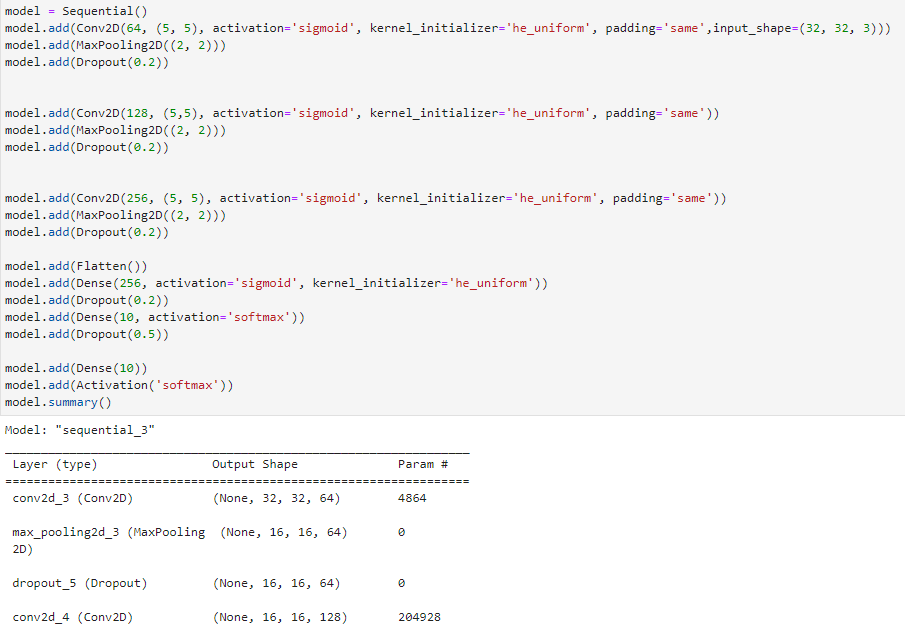 model = Sequential()
model.add(Conv2D(64, (5, 5), activation='sigmoid', kernel_initializer='he_uniform', padding='same',input_shape=(32, 32, 3)))
model.add(MaxPooling2D((2, 2)))
model.add(Dropout(0.2))
model.add(Conv2D(128, (5,5), activation='sigmoid', kernel_initializer='he_uniform', padding='same'))
model.add(MaxPooling2D((2, 2)))
model.add(Dropout(0.2))
model.add(Conv2D(256, (5, 5), activation='sigmoid', kernel_initializer='he_uniform', padding='same'))
model.add(MaxPooling2D((2, 2)))
model.add(Dropout(0.2))
model.add(Flatten())
model.add(Dense(256, activation='sigmoid', kernel_initializer='he_uniform'))
model.add(Dropout(0.2))
model.add(Dense(10, activation='softmax'))
model.add(Dropout(0.5))
model.add(Dense(10))
model.add(Activation('softmax'))
model.summary()
Model: "sequential_3"
_________________________________________________________________
Layer (type) Output Shape Param #
=================================================================
conv2d_3 (Conv2D) (None, 32, 32, 64) 4864
max_pooling2d_3 (MaxPooling (None, 16, 16, 64) 0
2D)
dropout_5 (Dropout) (None, 16, 16, 64) 0
conv2d_4 (Conv2D) (None, 16, 16, 128) 204928